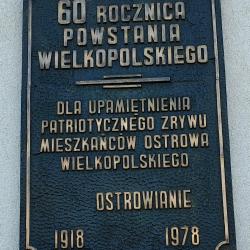 60 ROCZNICA
POWSTANIA
WIELKOPOLSKIEGO
DLA UPAMIĘTNIENIA
PATRIOTYCZNEGO ZRYWU
MIESZKAŃCÓW OSTROWA
WIELKOPOLSKIEGO
OSTROWIANIE
1918 1978